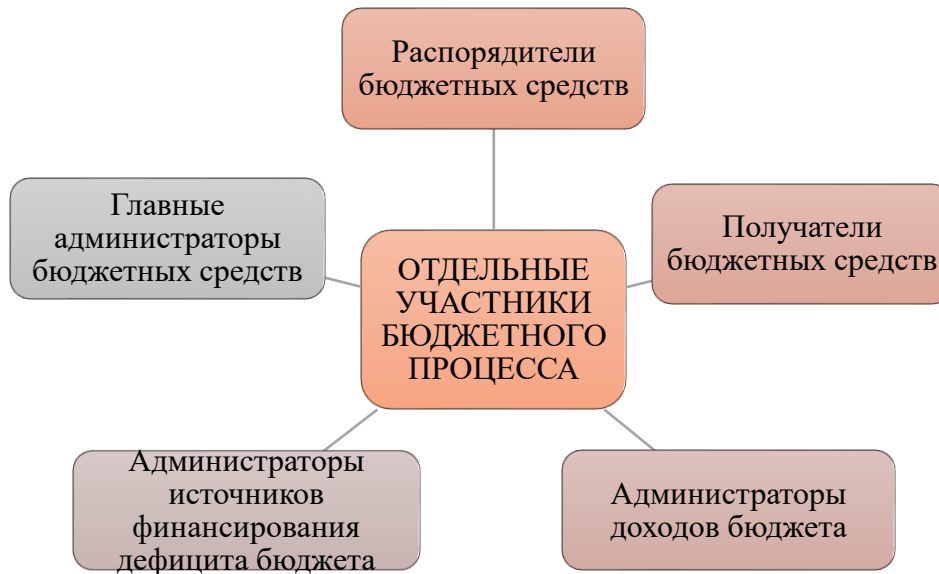 Распорядители
бюджетных средств
Главные
администраторы
бюджетных средств
Получатели
бюджетных средств
ОТДЕЛЬНЫЕ
УЧАСТНИКИ
БЮДЖЕТНОГО
ПРОЦЕССА
Администраторы
источников
финансирования
дефицита бюджета
Администраторы
доходов бюджета